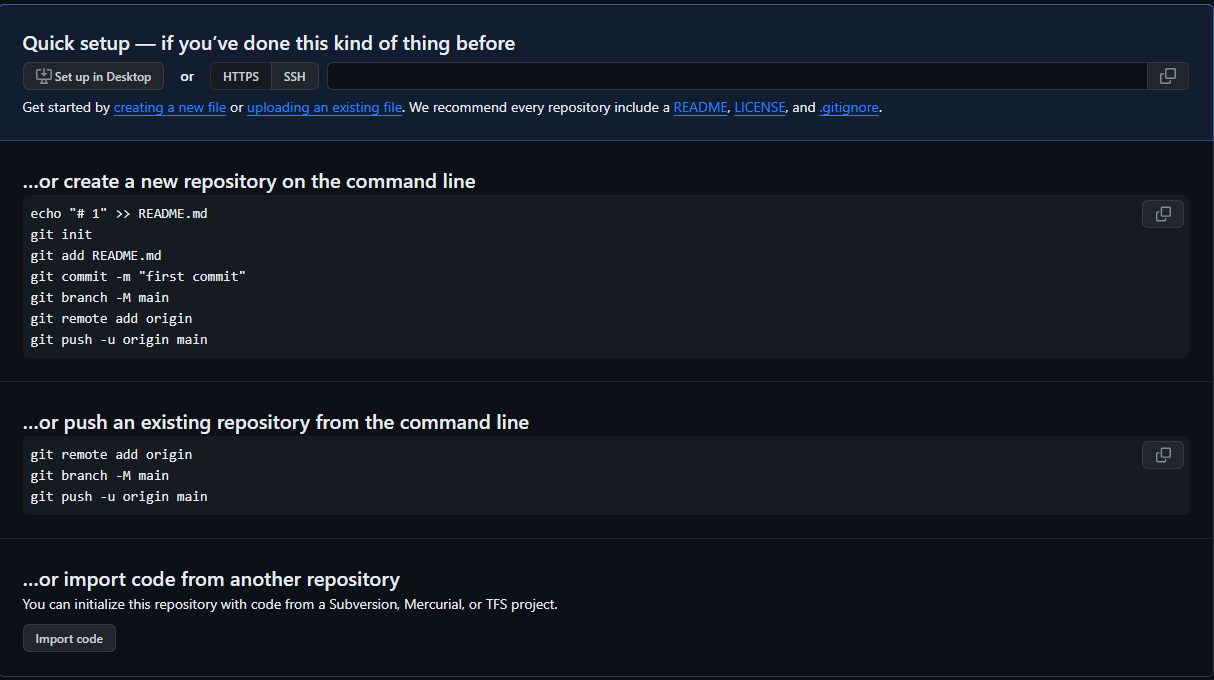 Quick setup — if you’ve done this kind of thing before
Set up in Desktop or HTTPS SSH
Get started by creating a new file or uploading an existing file. We recommend every repository include a README, LICENSE, and .gitignore.
…or create a new repository on the command line
echo "# 1" >> README.md
git init
git add README.md
git commit -m "first commit"
git branch -M main
git remote add origin
git push -u origin main
…or push an existing repository from the command line
git remote add origin
git branch -M main
git push -u origin main
…or import code from another repository
You can initialize this repository with code from a Subversion, Mercurial, or TFS project.
Import code